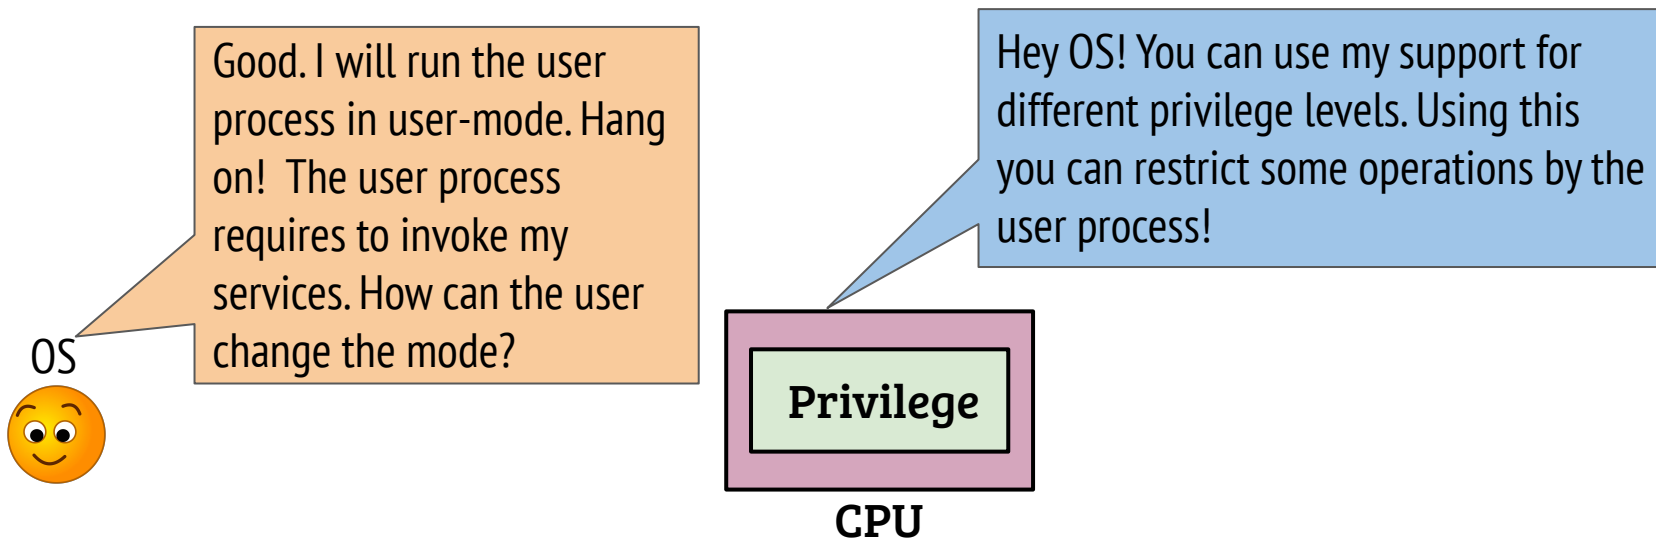 Good. I will run the user
process in user-mode. Hang
on!  The user process
requires to invoke my
services. How can the user
change the mode?
Hey OS! You can use my support for
different privilege levels. Using this
you can restrict some operations by the
user process!
OS
Privilege
CPU